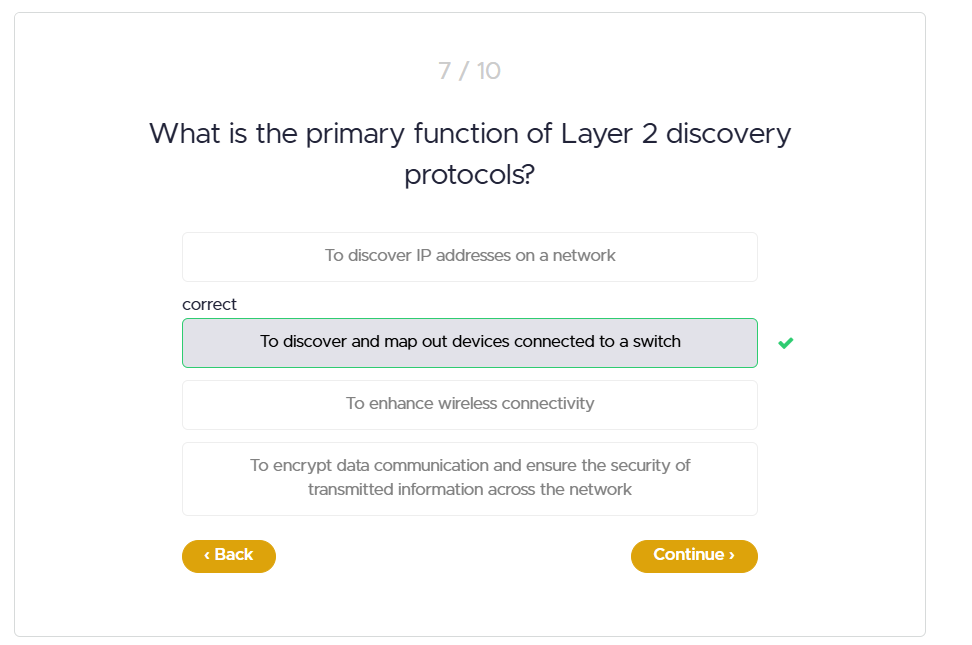 7 / 10
What is the primary function of Layer 2 discovery
protocols?
To discover IP addresses on a network
correct
To discover and map out devices connected to a switch
To enhance wireless connectivity
To encrypt data communication and ensure the security of
transmitted information across the network
‹ Back
Continue ›